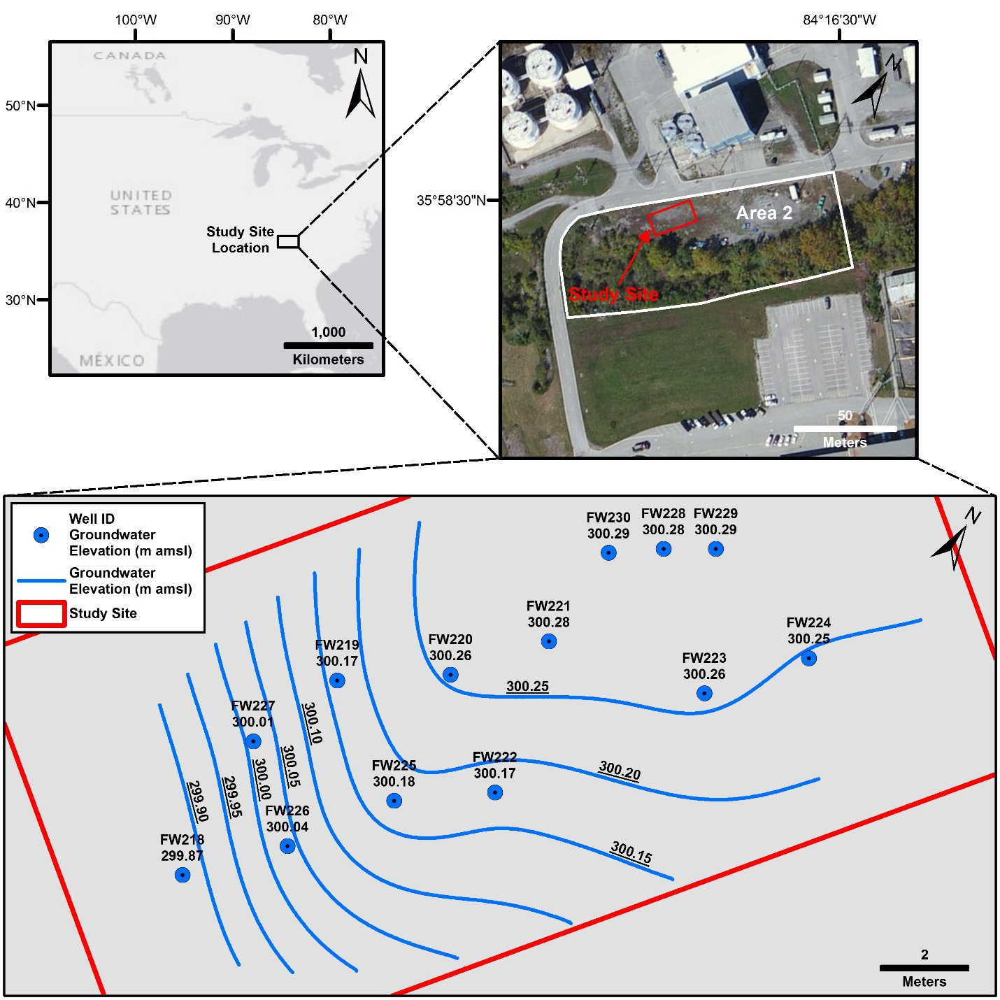 100°W
90°W
80°W
84°16'30"W
50°N
40°N
30°N
CANADA
N
UNITED
STATES
Study Site
Location
1,000
Kilometers
MÉXICO
N
35°58'30"N
Area 2
Study Site
50
Meters
Well ID
Groundwater
Elevation (m amsl)
Groundwater
Elevation (m amsl)
Study Site
FW230
300.29
FW228
300.28
FW229
300.29
N
FW221
300.28
FW224
300.25
FW219
300.17
FW220
300.26
FW223
300.26
300.25
FW227
300.01
300.10
300.05
300.00
299.95
299.90
FW225
300.18
FW222
300.17
300.20
FW226
300.04
FW218
299.87
300.15
2
Meters